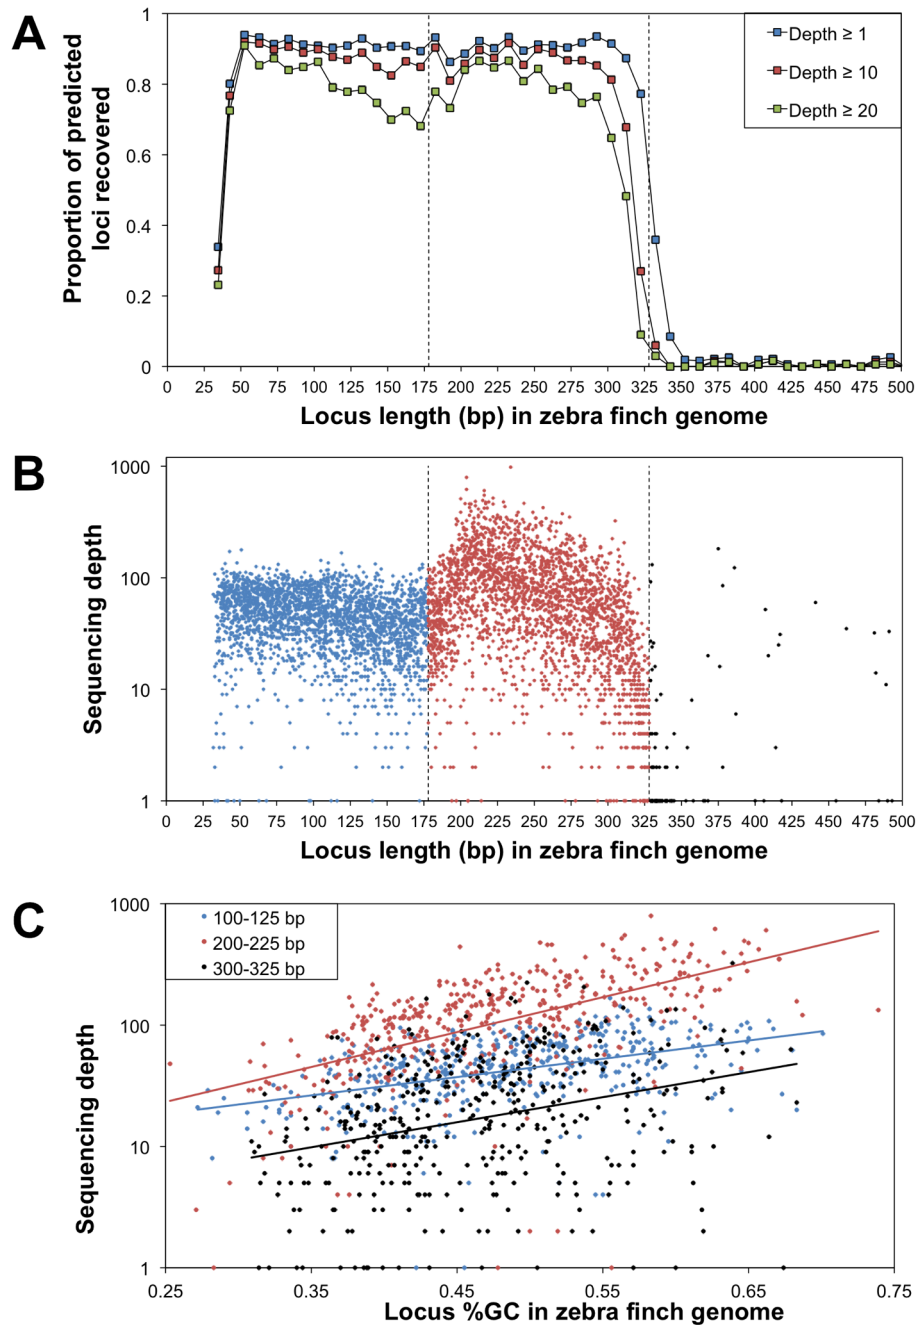 A
Proportion of predicted
loci recovered
1
0.8
0.6
0.4
0.2
0
Depth ≥ 1
Depth ≥ 10
Depth ≥ 20
0 25 50 75 100 125 150 175 200 225 250 275 300 325 350 375 400 425 450 475 500
Locus length (bp) in zebra finch genome
B
Sequencing depth
1000
100
10
1
0 25 50 75 100 125 150 175 200 225 250 275 300 325 350 375 400 425 450 475 500
Locus length (bp) in zebra finch genome
C
Sequencing depth
1000
100
10
1
100-125 bp
200-225 bp
300-325 bp
0.25 0.35 0.45 0.55 0.65 0.75
Locus %GC in zebra finch genome